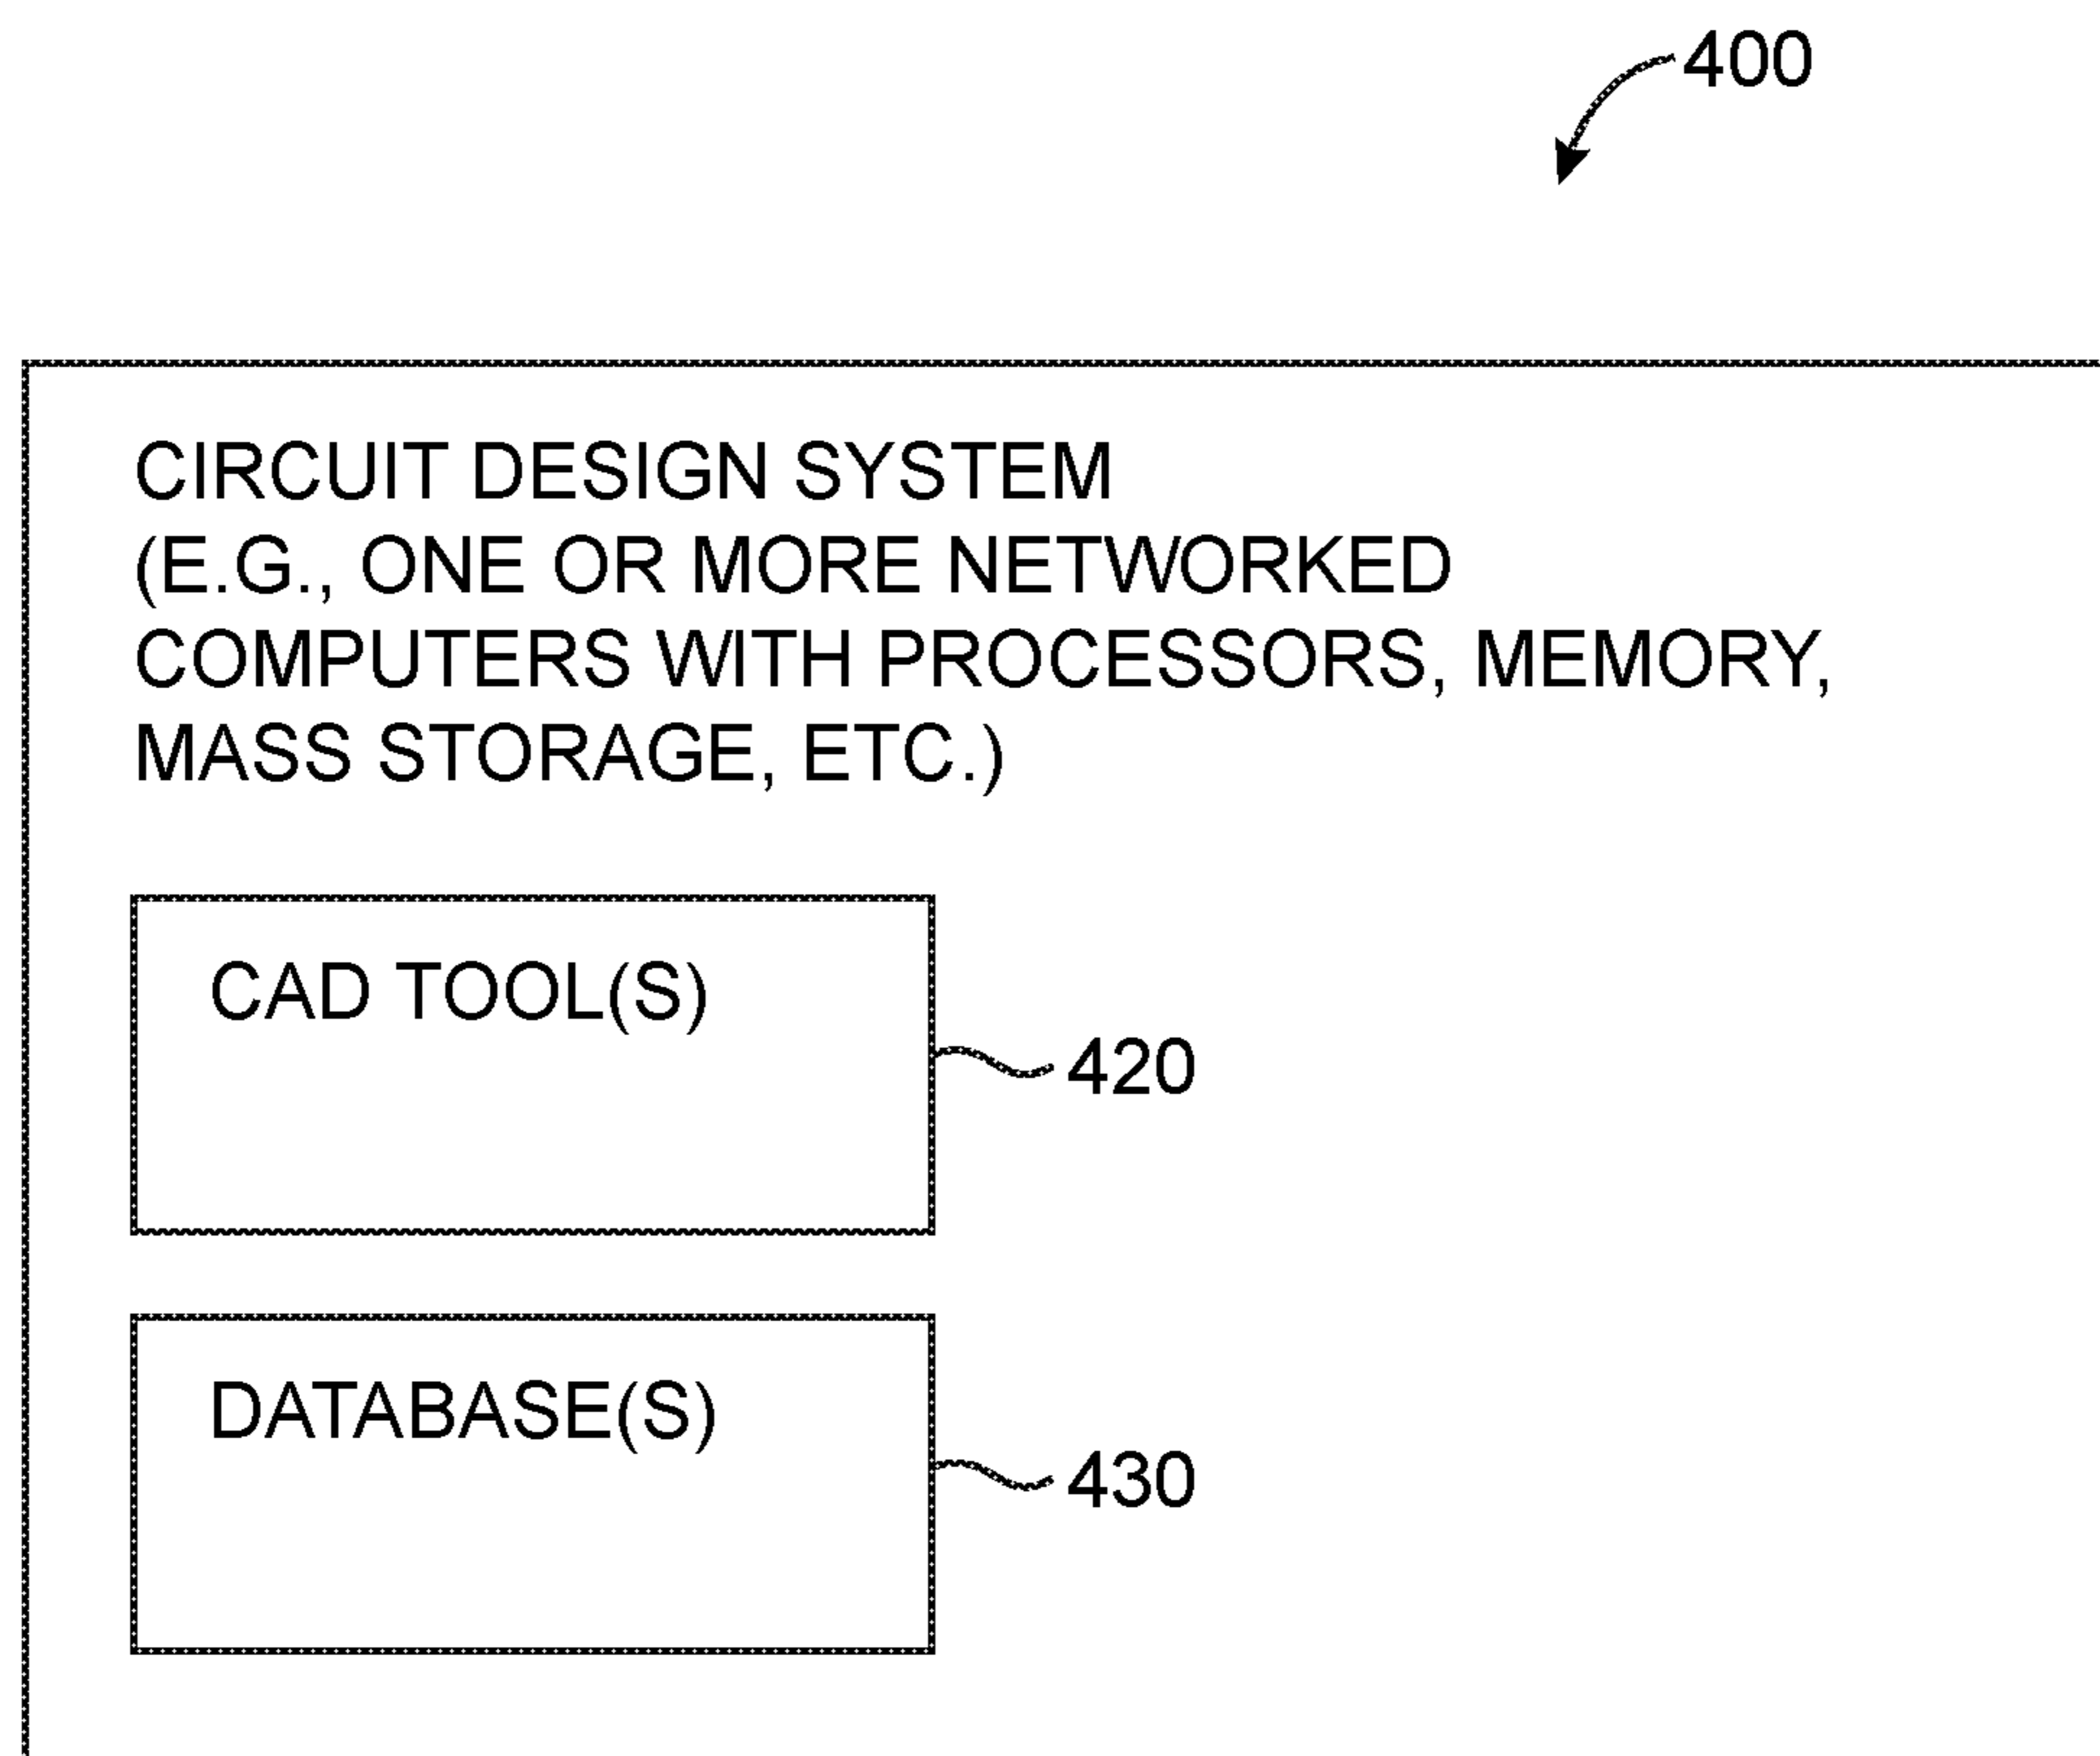 400
CIRCUIT DESIGN SYSTEM
(E.G., ONE OR MORE NETWORKED
COMPUTERS WITH PROCESSORS, MEMORY,
MASS STORAGE, ETC.)
CAD TOOL(S)
420
DATABASE(S)
430